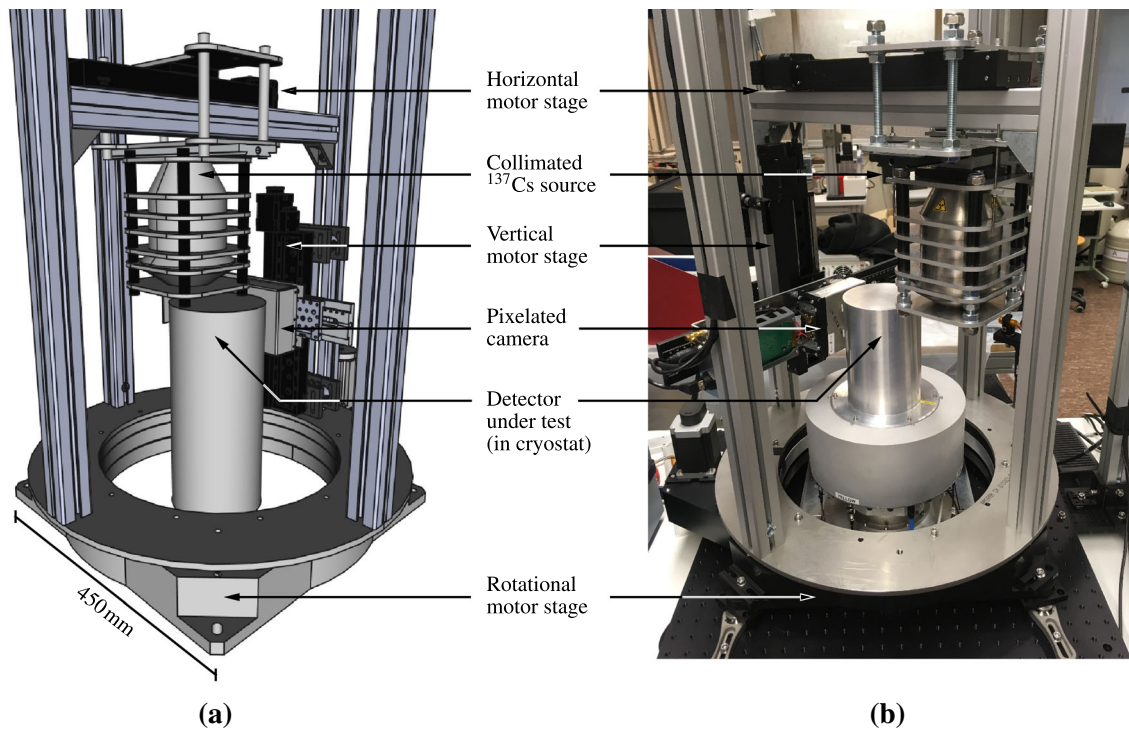 Horizontal
motor stage
Collimated
¹³⁷Cs source
Vertical
motor stage
Pixelated
camera
Detector
under test
(in cryostat)
Rotational
motor stage
450mm
YELLOW
(a)
(b)